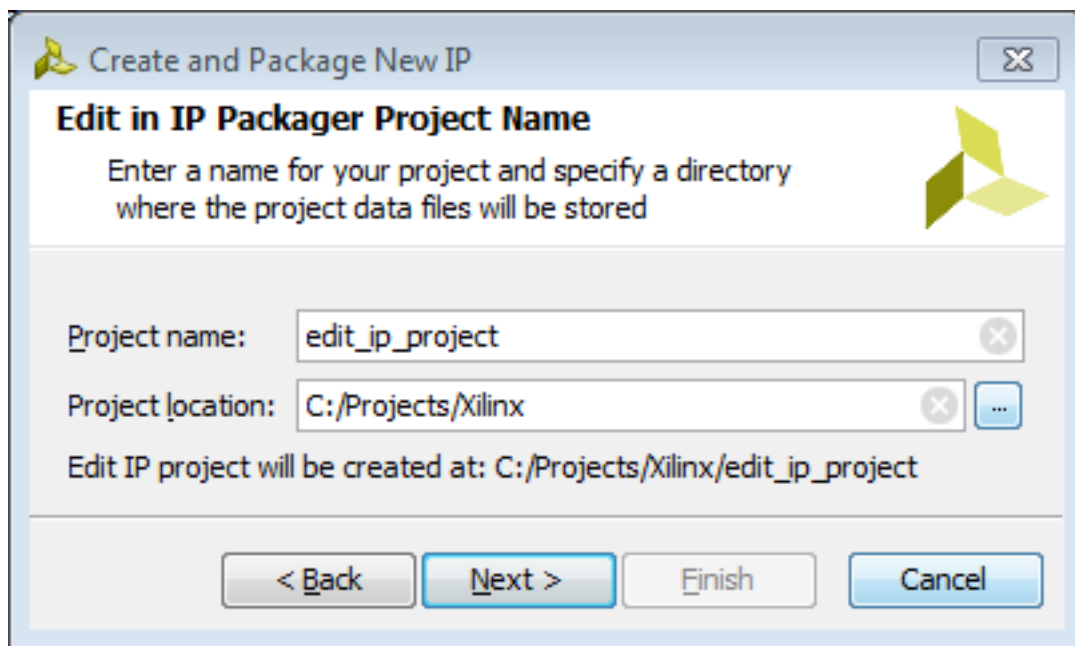 Create and Package New IP
Edit in IP Packager Project Name
Enter a name for your project and specify a directory
where the project data files will be stored
Project name: edit_ip_project
Project location: C:/Projects/Xilinx ...
Edit IP project will be created at: C:/Projects/Xilinx/edit_ip_project
< Back Next > Finish Cancel